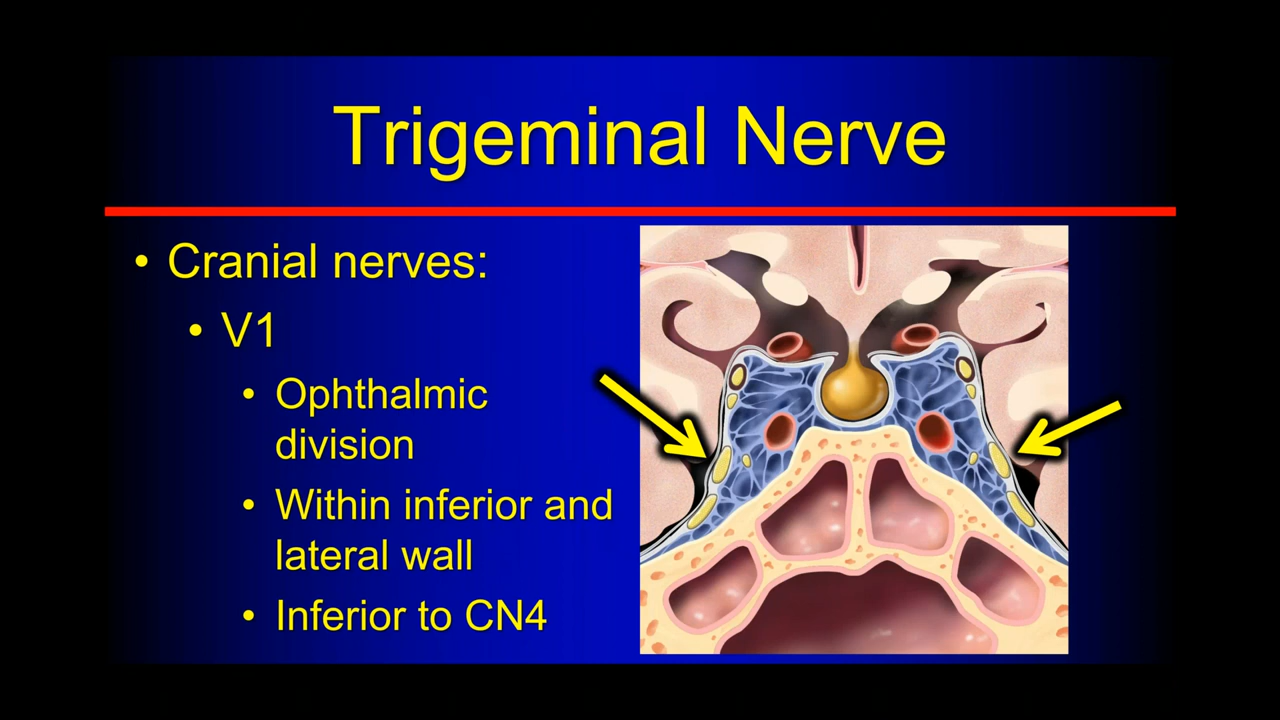 Trigeminal Nerve
• Cranial nerves:
• V1
• Ophthalmic
division
• Within inferior and
lateral wall
• Inferior to CN4